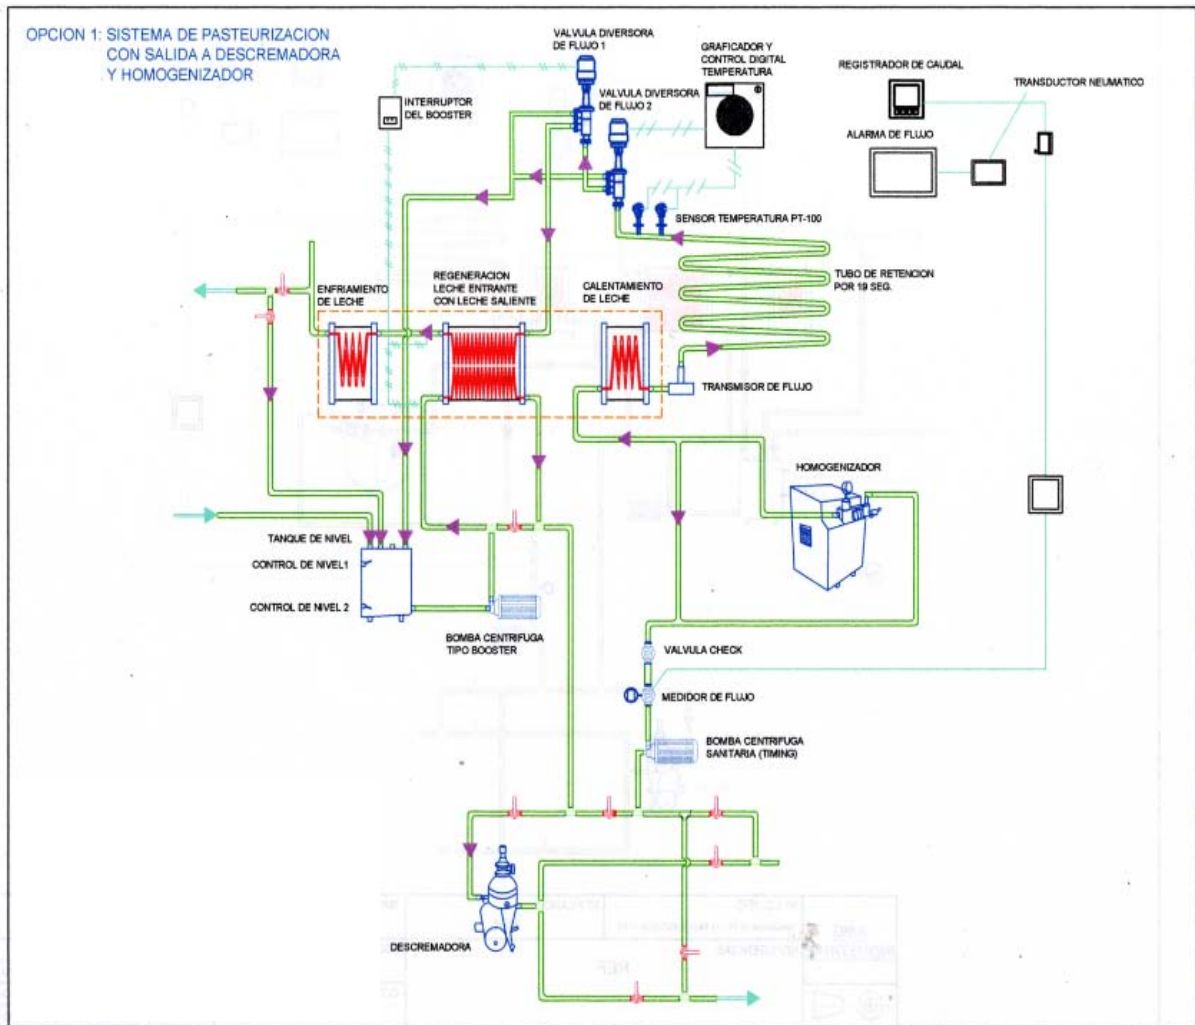 OPCION 1: SISTEMA DE PASTEURIZACION
CON SALIDA A DESCREMADORA
Y HOMOGENIZADOR
VALVULA DIVERSORA
DE FLUJO 1
GRAFICADOR Y
CONTROL DIGITAL
TEMPERATURA
REGISTRADOR DE CAUDAL
TRANSDUCTOR NEUMATICO
INTERRUPTOR
DEL BOOSTER
VALVULA DIVERSORA
DE FLUJO 2
ALARMA DE FLUJO
SENSOR TEMPERATURA PT-100
ENFRIAMIENTO
DE LECHE
REGENERACION
LECHE ENTRANTE
CON LECHE SALIENTE
CALENTAMIENTO
DE LECHE
TUBO DE RETENCION
POR 19 SEG.
TRANSMISOR DE FLUJO
HOMOGENIZADOR
TANQUE DE NIVEL
CONTROL DE NIVEL1
CONTROL DE NIVEL 2
BOMBA CENTRIFUGA
TIPO BOOSTER
VALVULA CHECK
MEDIDOR DE FLUJO
BOMBA CENTRIFUGA
SANITARIA (TIMING)
DESCREMADORA